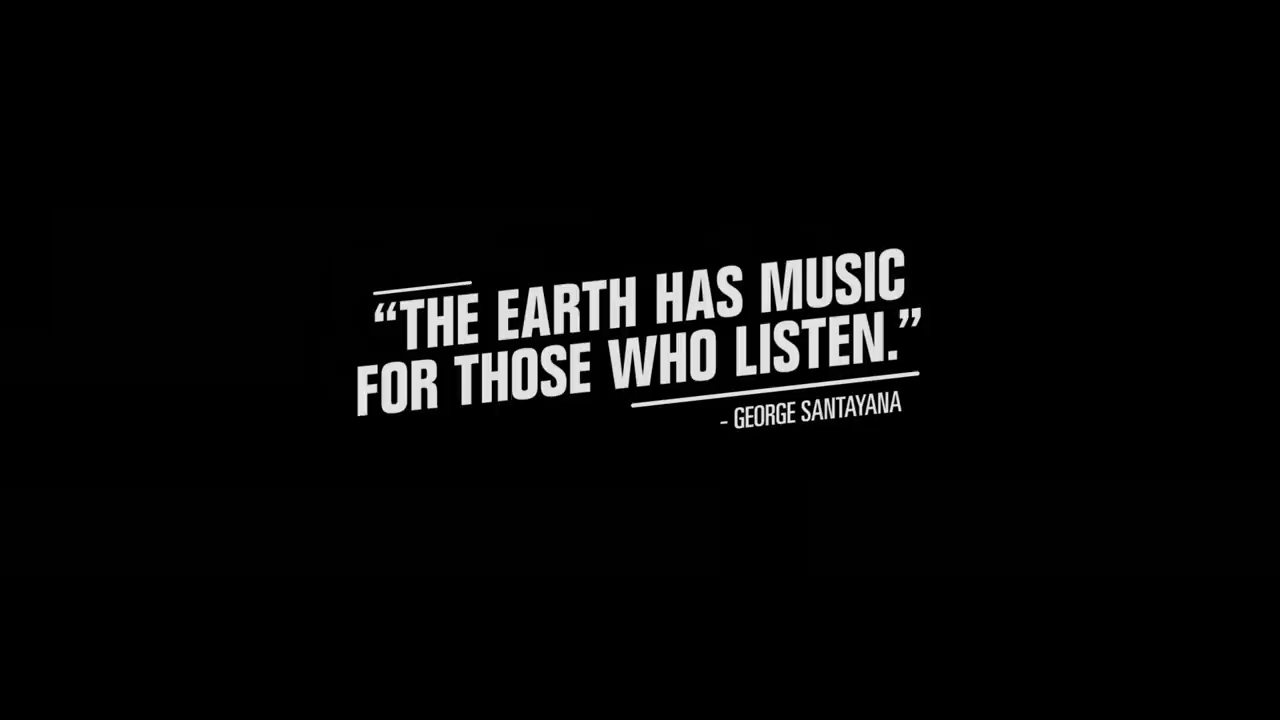 “THE EARTH HAS MUSIC
FOR THOSE WHO LISTEN.”
- GEORGE SANTAYANA